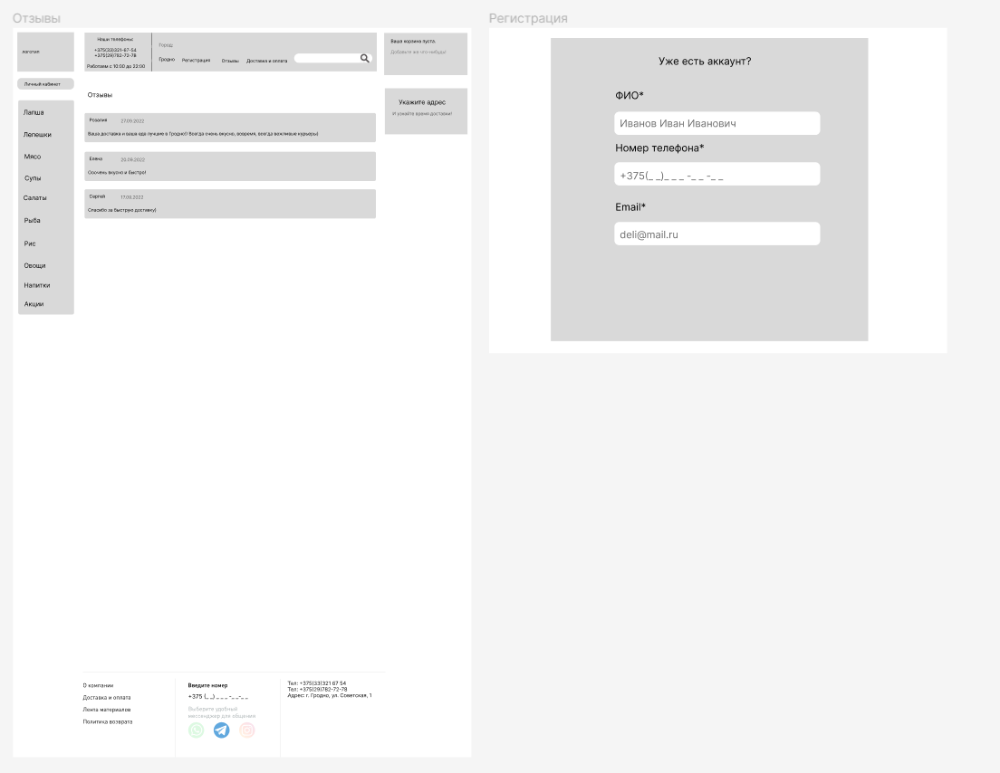 Отзывы
логотип
Личный кабинет
Лапша
Лепешки
Мясо
Супы
Салаты
Рыба
Рис
Овощи
Напитки
Акции
Наши телефоны:
+375(33)321-67-54
+375(29)782-72-78
Работаем с 10:00 до 22:00
Город:
Гродно
Регистрация
Отзывы
Доставка и оплата
Ваша корзина пуста.
Добавьте же что-нибудь!
Укажите адрес
И узнайте время доставки!
Отзывы
Розалия 27.09.2022
Ваша доставка и ваша еда лучшие в Гродно!! Всегда очень вкусно, вовремя, всегда вежливые курьеры)
Елена 20.09.2022
Оооочень вкусно и быстро!
Сергей 17.09.2022
Спасибо за быструю доствку)
О компании
Доставка и оплата
Лента материалов
Политика возврата
Введите номер
+375 (_ _) _ _ _ -_ _-_ _
Выберите удобный
мессенджер для общения
Тел: +375(33)321 67 54
Тел: +375(29)782-72-78
Адрес: г. Гродно, ул. Советская, 1
Регистрация
Уже есть аккаунт?
ФИО*
Иванов Иван Иванович
Номер телефона*
+375(_ _)_ _ _ -_ _ -_ _
Email*
deli@mail.ru